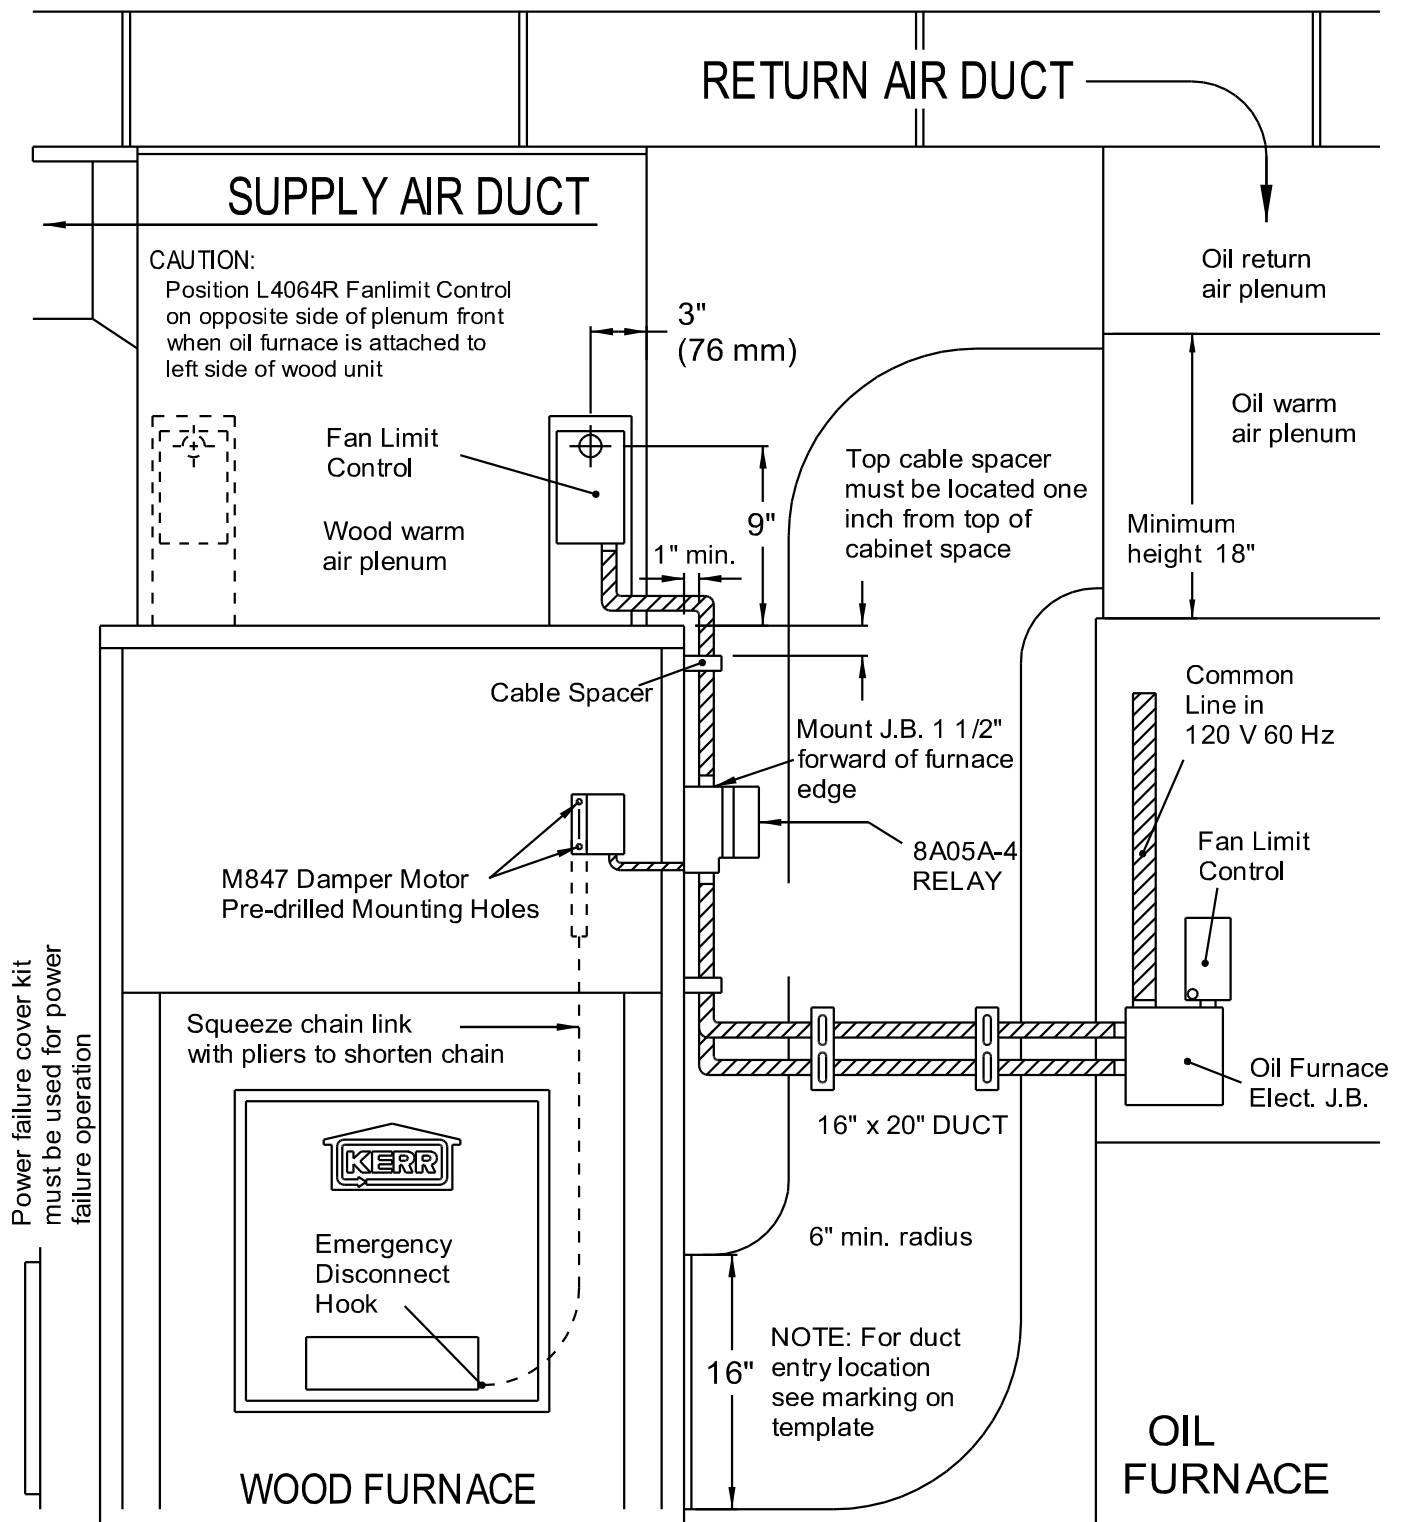 RETURN AIR DUCT
SUPPLY AIR DUCT
CAUTION:
Position L4064R Fanlimit Control
on opposite side of plenum front
when oil furnace is attached to
left side of wood unit
3"
(76 mm)
Oil return
air plenum
Oil warm
air plenum
Fan Limit
Control
Wood warm
air plenum
9"
1" min.
Top cable spacer
must be located one
inch from top of
cabinet space
Minimum
height 18"
Cable Spacer
Mount J.B. 1 1/2"
forward of furnace
edge
Common
Line in
120 V 60 Hz
8A05A-4
RELAY
Fan Limit
Control
M847 Damper Motor
Pre-drilled Mounting Holes
Power failure cover kit
must be used for power
failure operation
Squeeze chain link
with pliers to shorten chain
Oil Furnace
Elect. J.B.
16" x 20" DUCT
KERR
6" min. radius
Emergency
Disconnect
Hook
16"
NOTE: For duct
entry location
see marking on
template
WOOD FURNACE
OIL
FURNACE